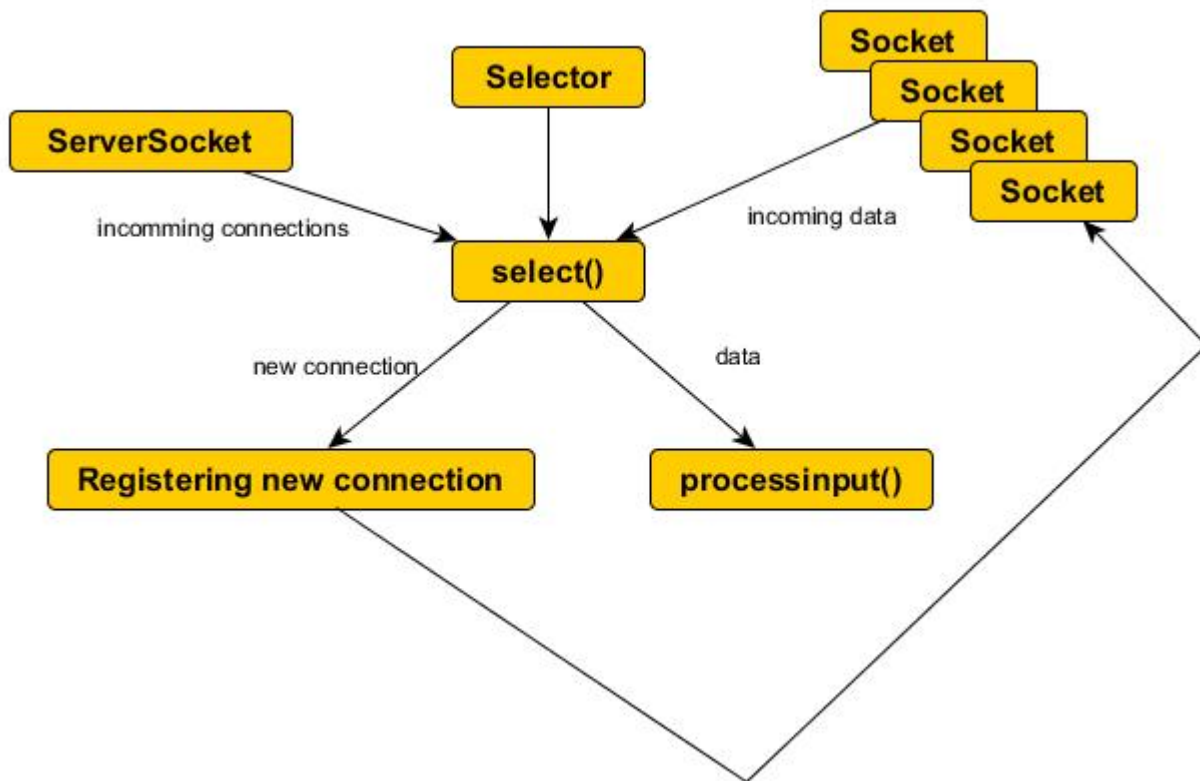 Socket
Selector
Socket
ServerSocket
Socket
Socket
incomming connections
incoming data
select()
new connection
data
Registering new connection
processinput()